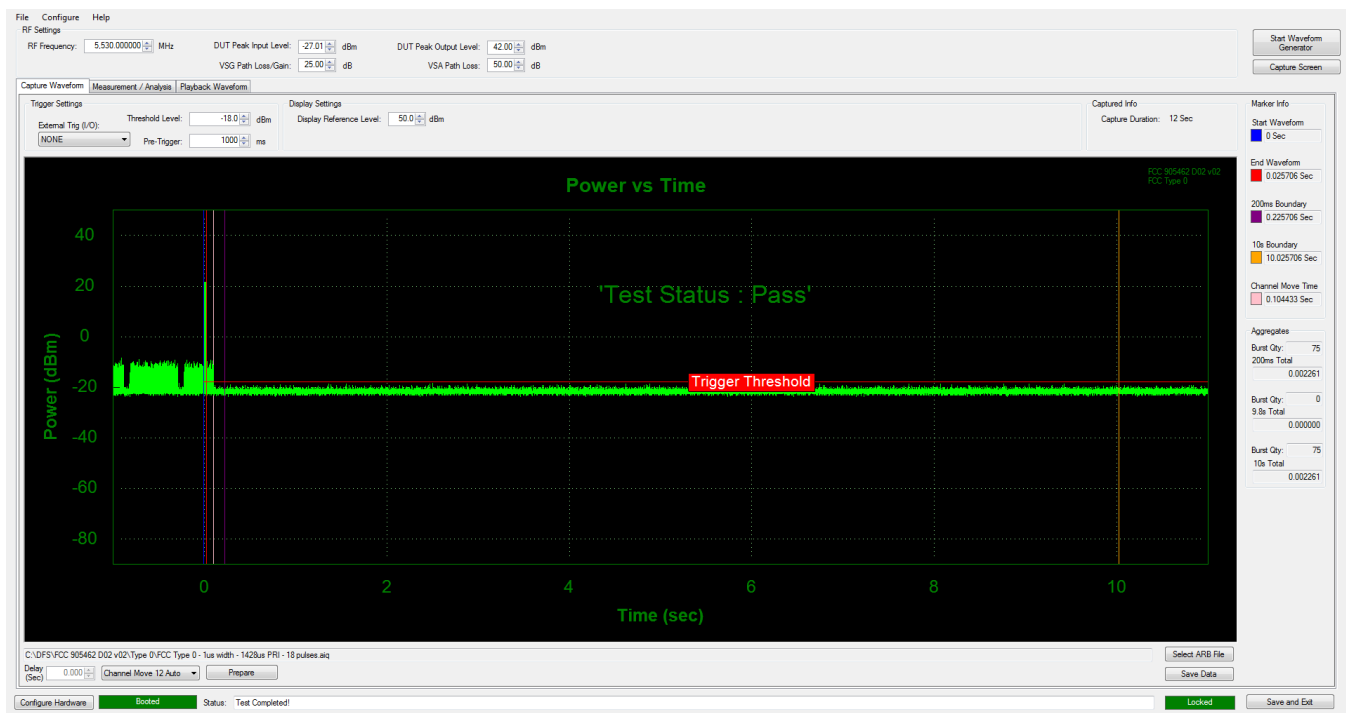 File Configure Help
RF Settings
RF Frequency: 5,530.000000 MHz DUT Peak Input Level: -27.01 dBm DUT Peak Output Level: 42.00 dBm
VSG Path Loss/Gain: 25.00 dB VSA Path Loss: 50.00 dB
Start Waveform Generator
Capture Screen
Capture Waveform Measurement / Analysis Playback Waveform
Trigger Settings
External Trig (I/O): Threshold Level: -18.0 dBm
NONE Pre-Trigger: 1000 ms
Display Settings
Display Reference Level: 50.0 dBm
Captured Info
Capture Duration: 12 Sec
Marker Info
Start Waveform
0 Sec
End Waveform
0.025706 Sec
200ms Boundary
0.225706 Sec
10s Boundary
10.025706 Sec
Channel Move Time
0.104433 Sec
Aggregates
Burst Qty: 75
200ms Total
0.002261
Burst Qty: 0
9.8s Total
0.000000
Burst Qty: 75
10s Total
0.002261
Power vs Time
FCC 905462 D02 v02
FCC Type 0
'Test Status : Pass'
Trigger Threshold
Power (dBm)
40
20
0
-20
-40
-60
-80
0 2 4 6 8 10
Time (sec)
C:\DFS\FCC 905462 D02 v02\Type 0\FCC Type 0 - 1us width - 1428us PRI - 18 pulses.aiq
Select ARB File
Delay (Sec) 0.000 Channel Move 12 Auto Prepare
Save Data
Configure Hardware Booted Status: Test Completed! Locked Save and Exit